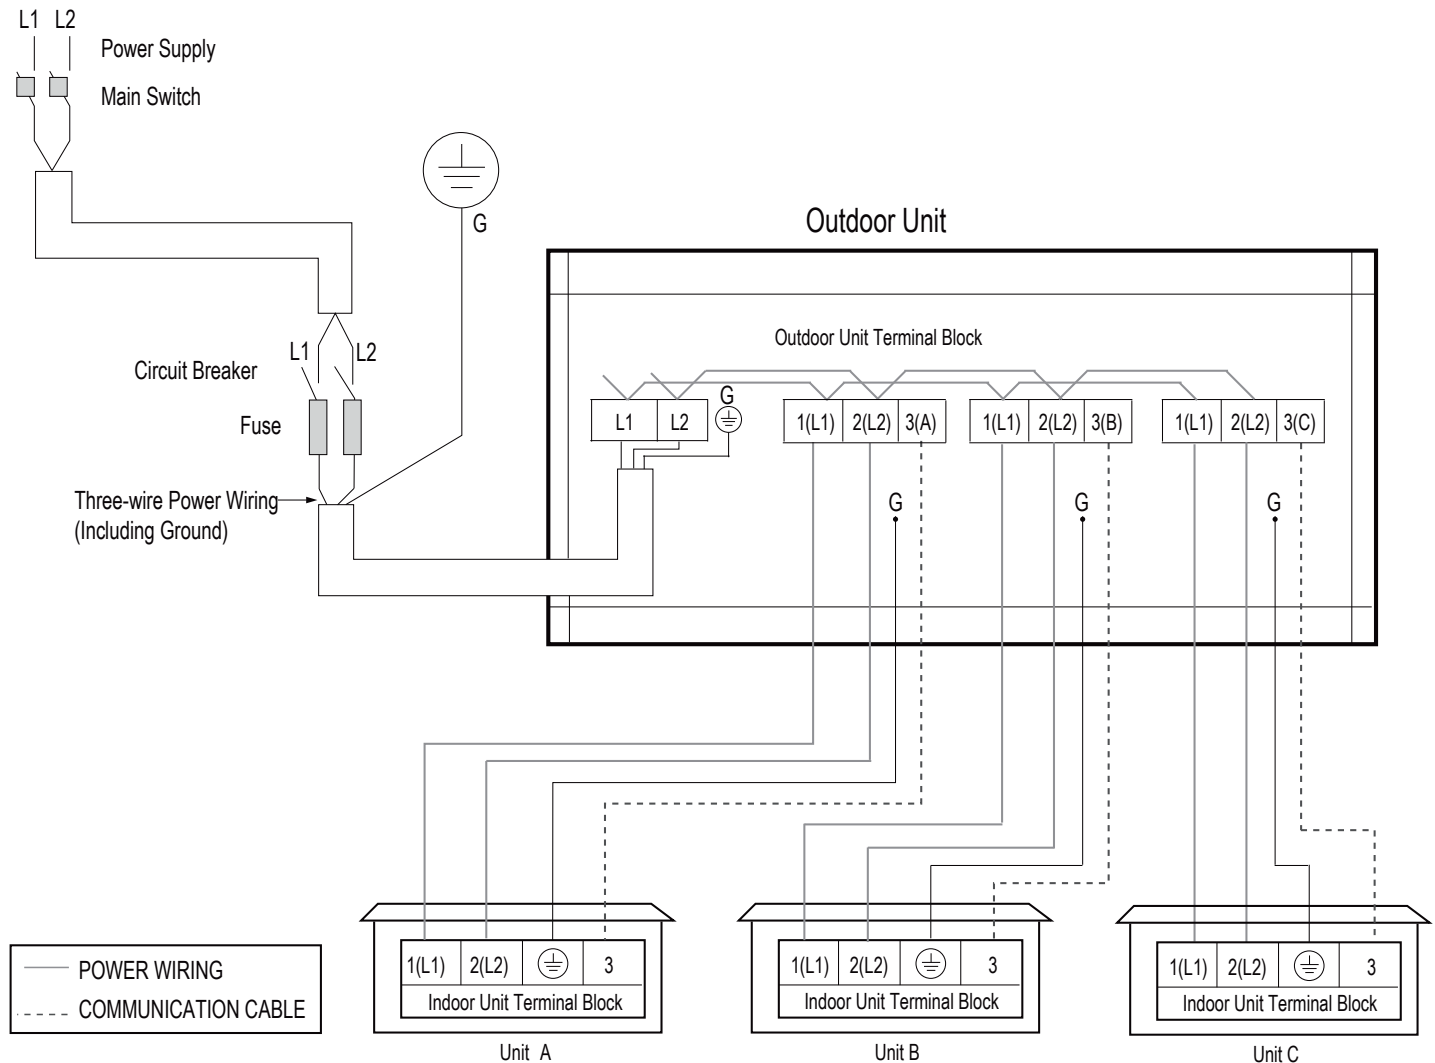 L1 L2
Power Supply
Main Switch
G
Outdoor Unit
Outdoor Unit Terminal Block
L1 L2
Circuit Breaker
Fuse
G
L1 L2
1(L1) 2(L2) 3(A)
1(L1) 2(L2) 3(B)
1(L1) 2(L2) 3(C)
Three-wire Power Wiring
(Including Ground)
G
G
G
POWER WIRING
COMMUNICATION CABLE
1(L1) 2(L2) 3
Indoor Unit Terminal Block
Unit A
1(L1) 2(L2) 3
Indoor Unit Terminal Block
Unit B
1(L1) 2(L2) 3
Indoor Unit Terminal Block
Unit C